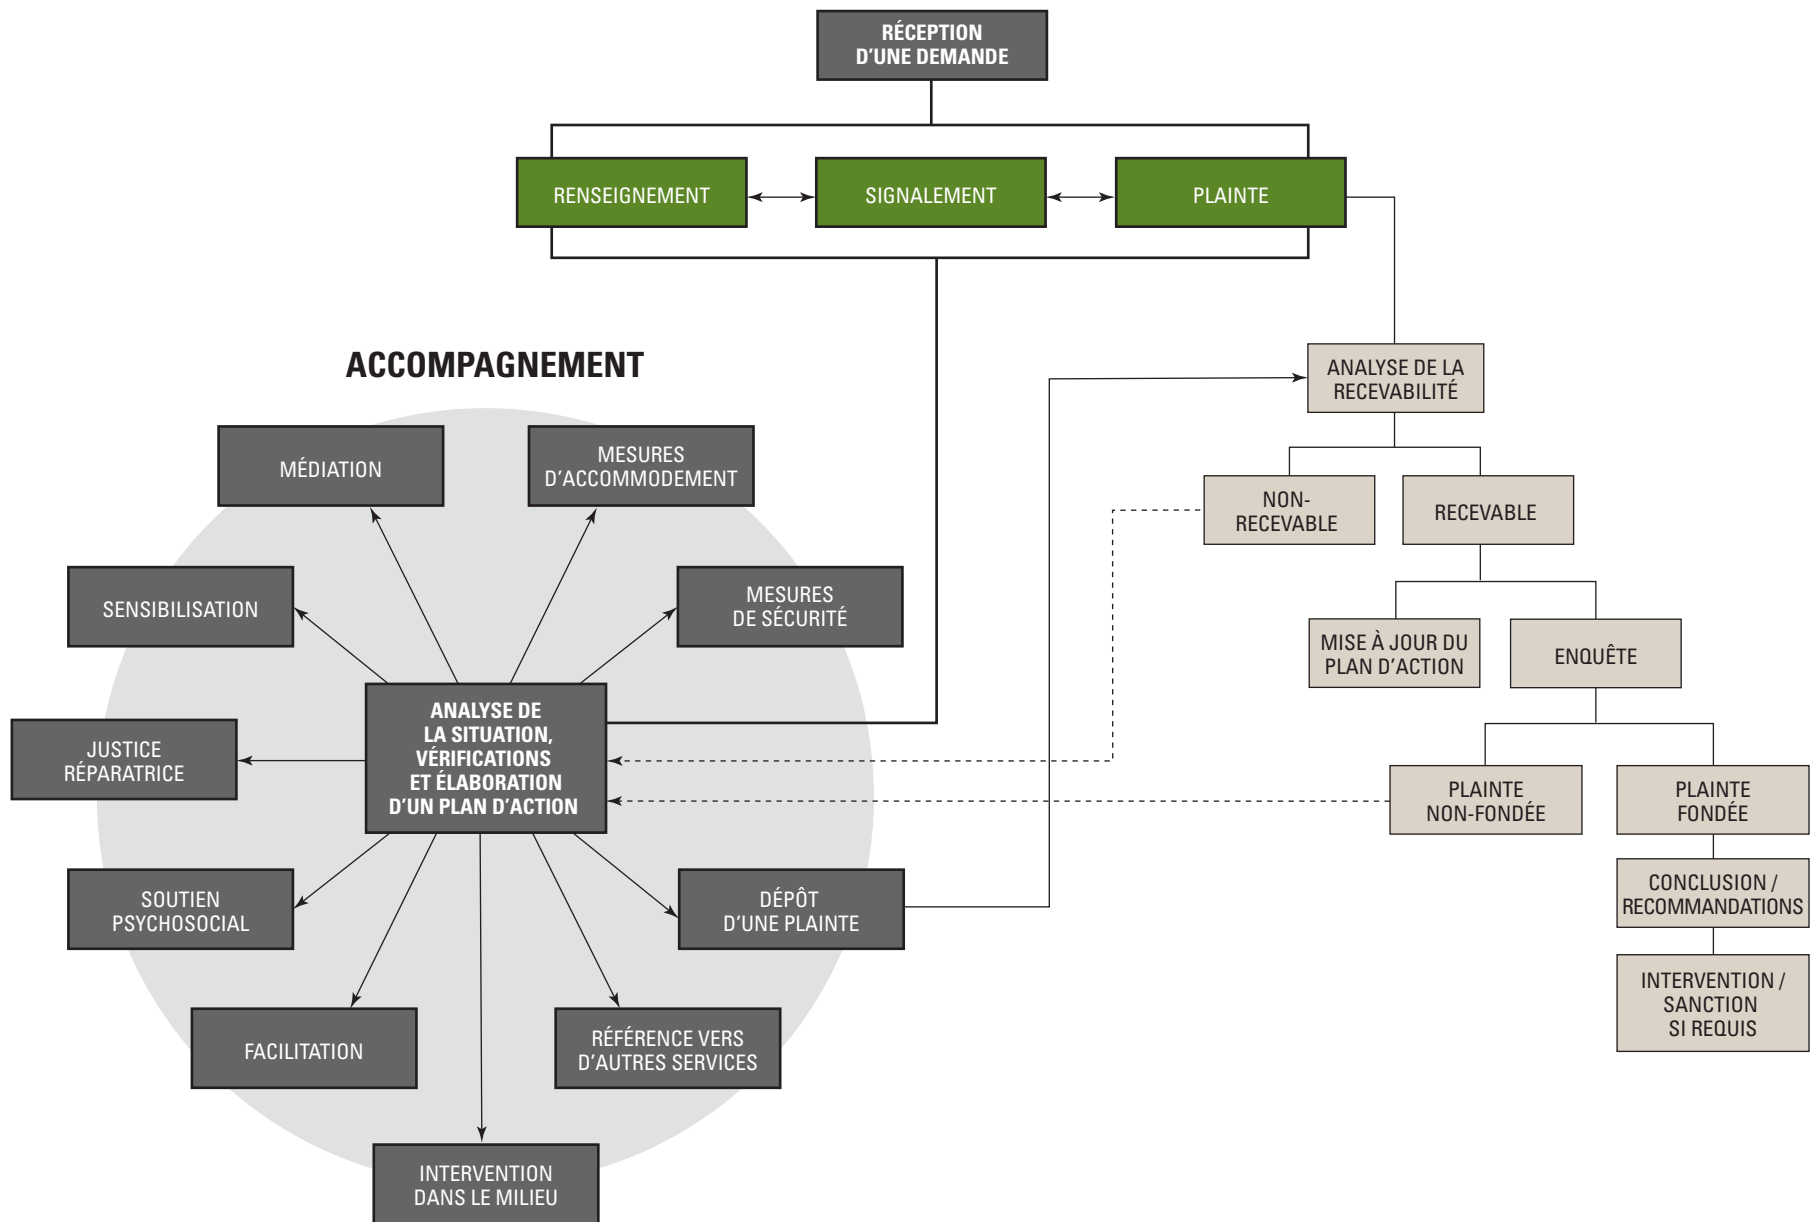 RÉCEPTION
D'UNE DEMANDE
RENSEIGNEMENT
SIGNALEMENT
PLAINTE
ACCOMPAGNEMENT
MÉDIATION
MESURES
D'ACCOMMODEMENT
SENSIBILISATION
MESURES
DE SÉCURITÉ
ANALYSE DE
LA SITUATION,
VÉRIFICATIONS
ET ÉLABORATION
D'UN PLAN D'ACTION
JUSTICE
RÉPARATRICE
SOUTIEN
PSYCHOSOCIAL
DÉPÔT
D'UNE PLAINTE
FACILITATION
RÉFÉRENCE VERS
D'AUTRES SERVICES
INTERVENTION
DANS LE MILIEU
ANALYSE DE LA
RECEVABILITÉ
NON-
RECEVABLE
RECEVABLE
MISE À JOUR DU
PLAN D'ACTION
ENQUÊTE
PLAINTE
NON-FONDÉE
PLAINTE
FONDÉE
CONCLUSION /
RECOMMANDATIONS
INTERVENTION /
SANCTION
SI REQUIS